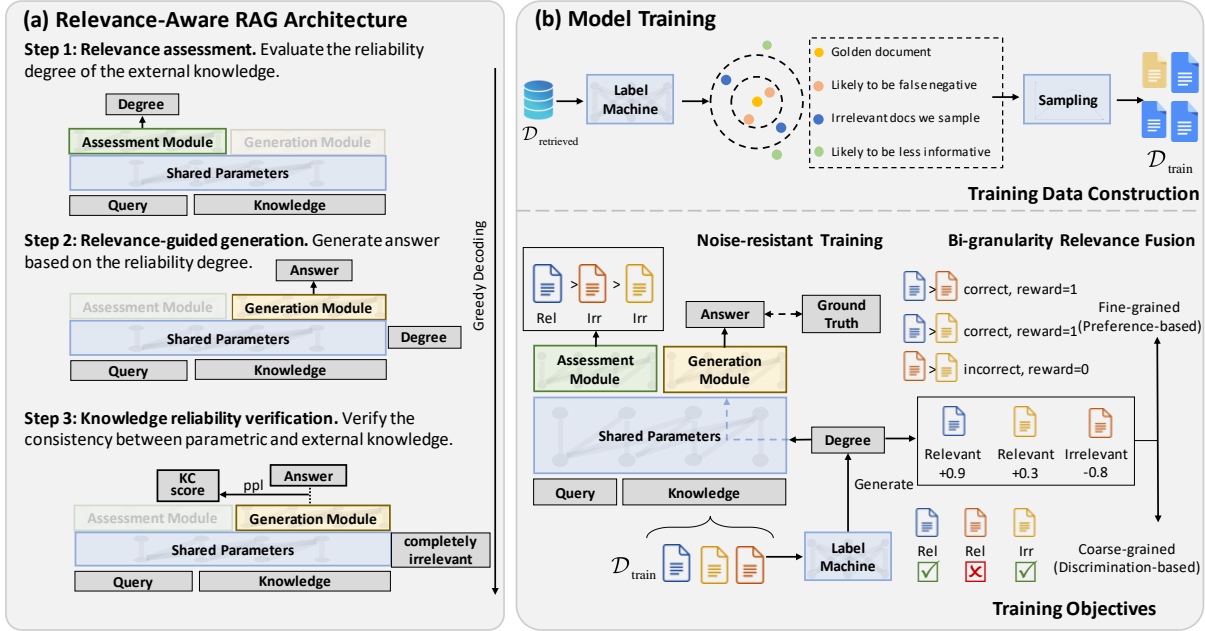 (a) Relevance-Aware RAG Architecture
Step 1: Relevance assessment. Evaluate the reliability
degree of the external knowledge.
Degree
Assessment Module
Generation Module
Shared Parameters
Query
Knowledge
Step 2: Relevance-guided generation. Generate answer
based on the reliability degree.
Answer
Assessment Module
Generation Module
Shared Parameters
Degree
Query
Knowledge
Step 3: Knowledge reliability verification. Verify the
consistency between parametric and external knowledge.
KC
score
ppl
Answer
Assessment Module
Generation Module
Shared Parameters
completely
irrelevant
Query
Knowledge
Greedy Decoding
(b) Model Training
D retrieved
Label
Machine
Golden document
Likely to be false negative
Irrelevant docs we sample
Likely to be less informative
Sampling
D train
Training Data Construction
Noise-resistant Training
Bi-granularity Relevance Fusion
> >
Rel Irr Irr
Answer
Ground
Truth
Assessment
Module
Generation
Module
Shared Parameters
Degree
Query
Knowledge
Generate
D train
Label
Machine
> correct, reward=1
> correct, reward=1
> incorrect, reward=0
Fine-grained
(Preference-based)
Relevant Relevant Irrelevant
+0.9 +0.3 -0.8
Rel Rel Irr
Coarse-grained
(Discrimination-based)
Training Objectives